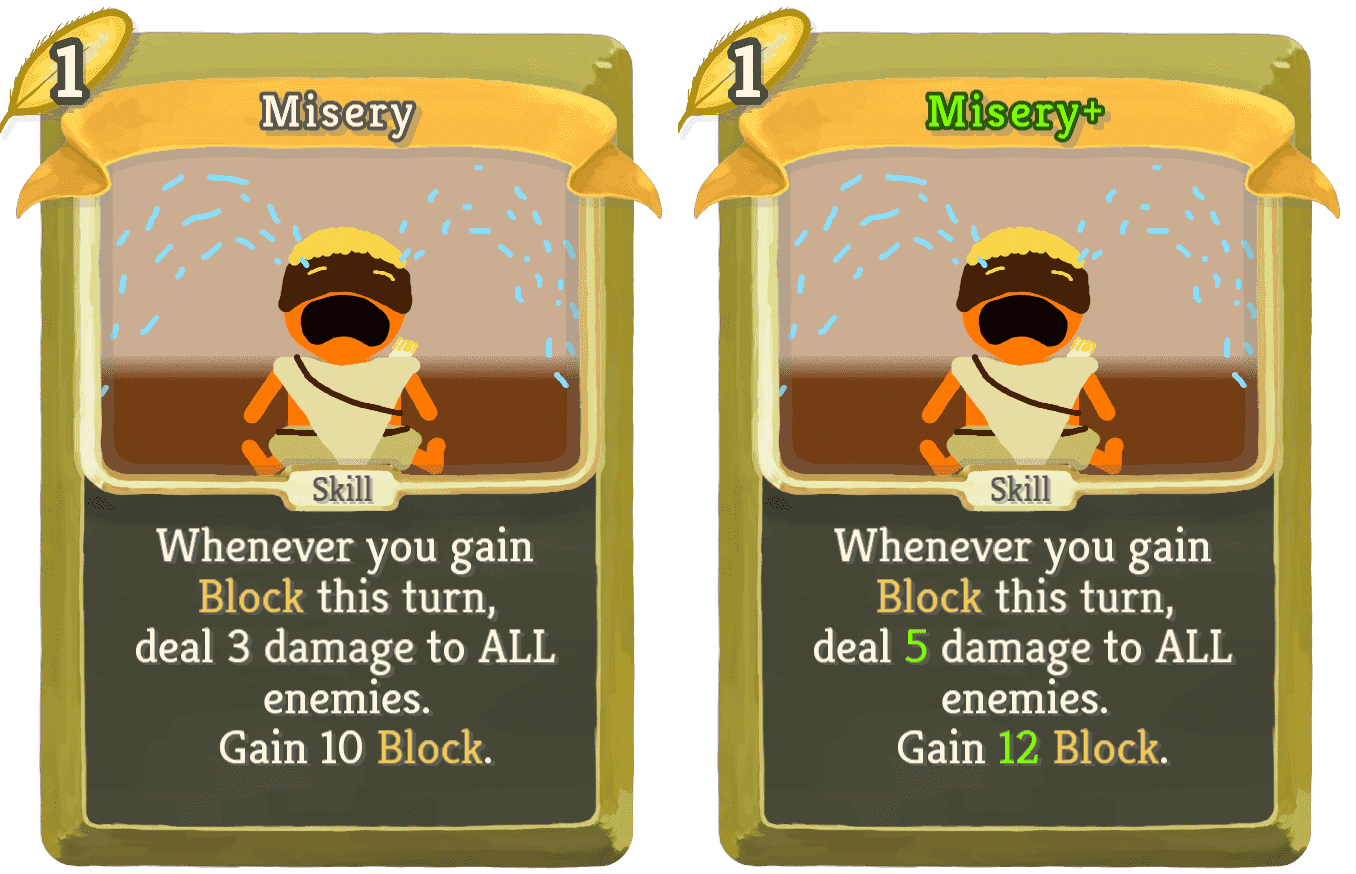 1
Misery
Skill
Whenever you gain
Block this turn,
deal 3 damage to ALL
enemies.
Gain 10 Block.
1
Misery+
Skill
Whenever you gain
Block this turn,
deal 5 damage to ALL
enemies.
Gain 12 Block.